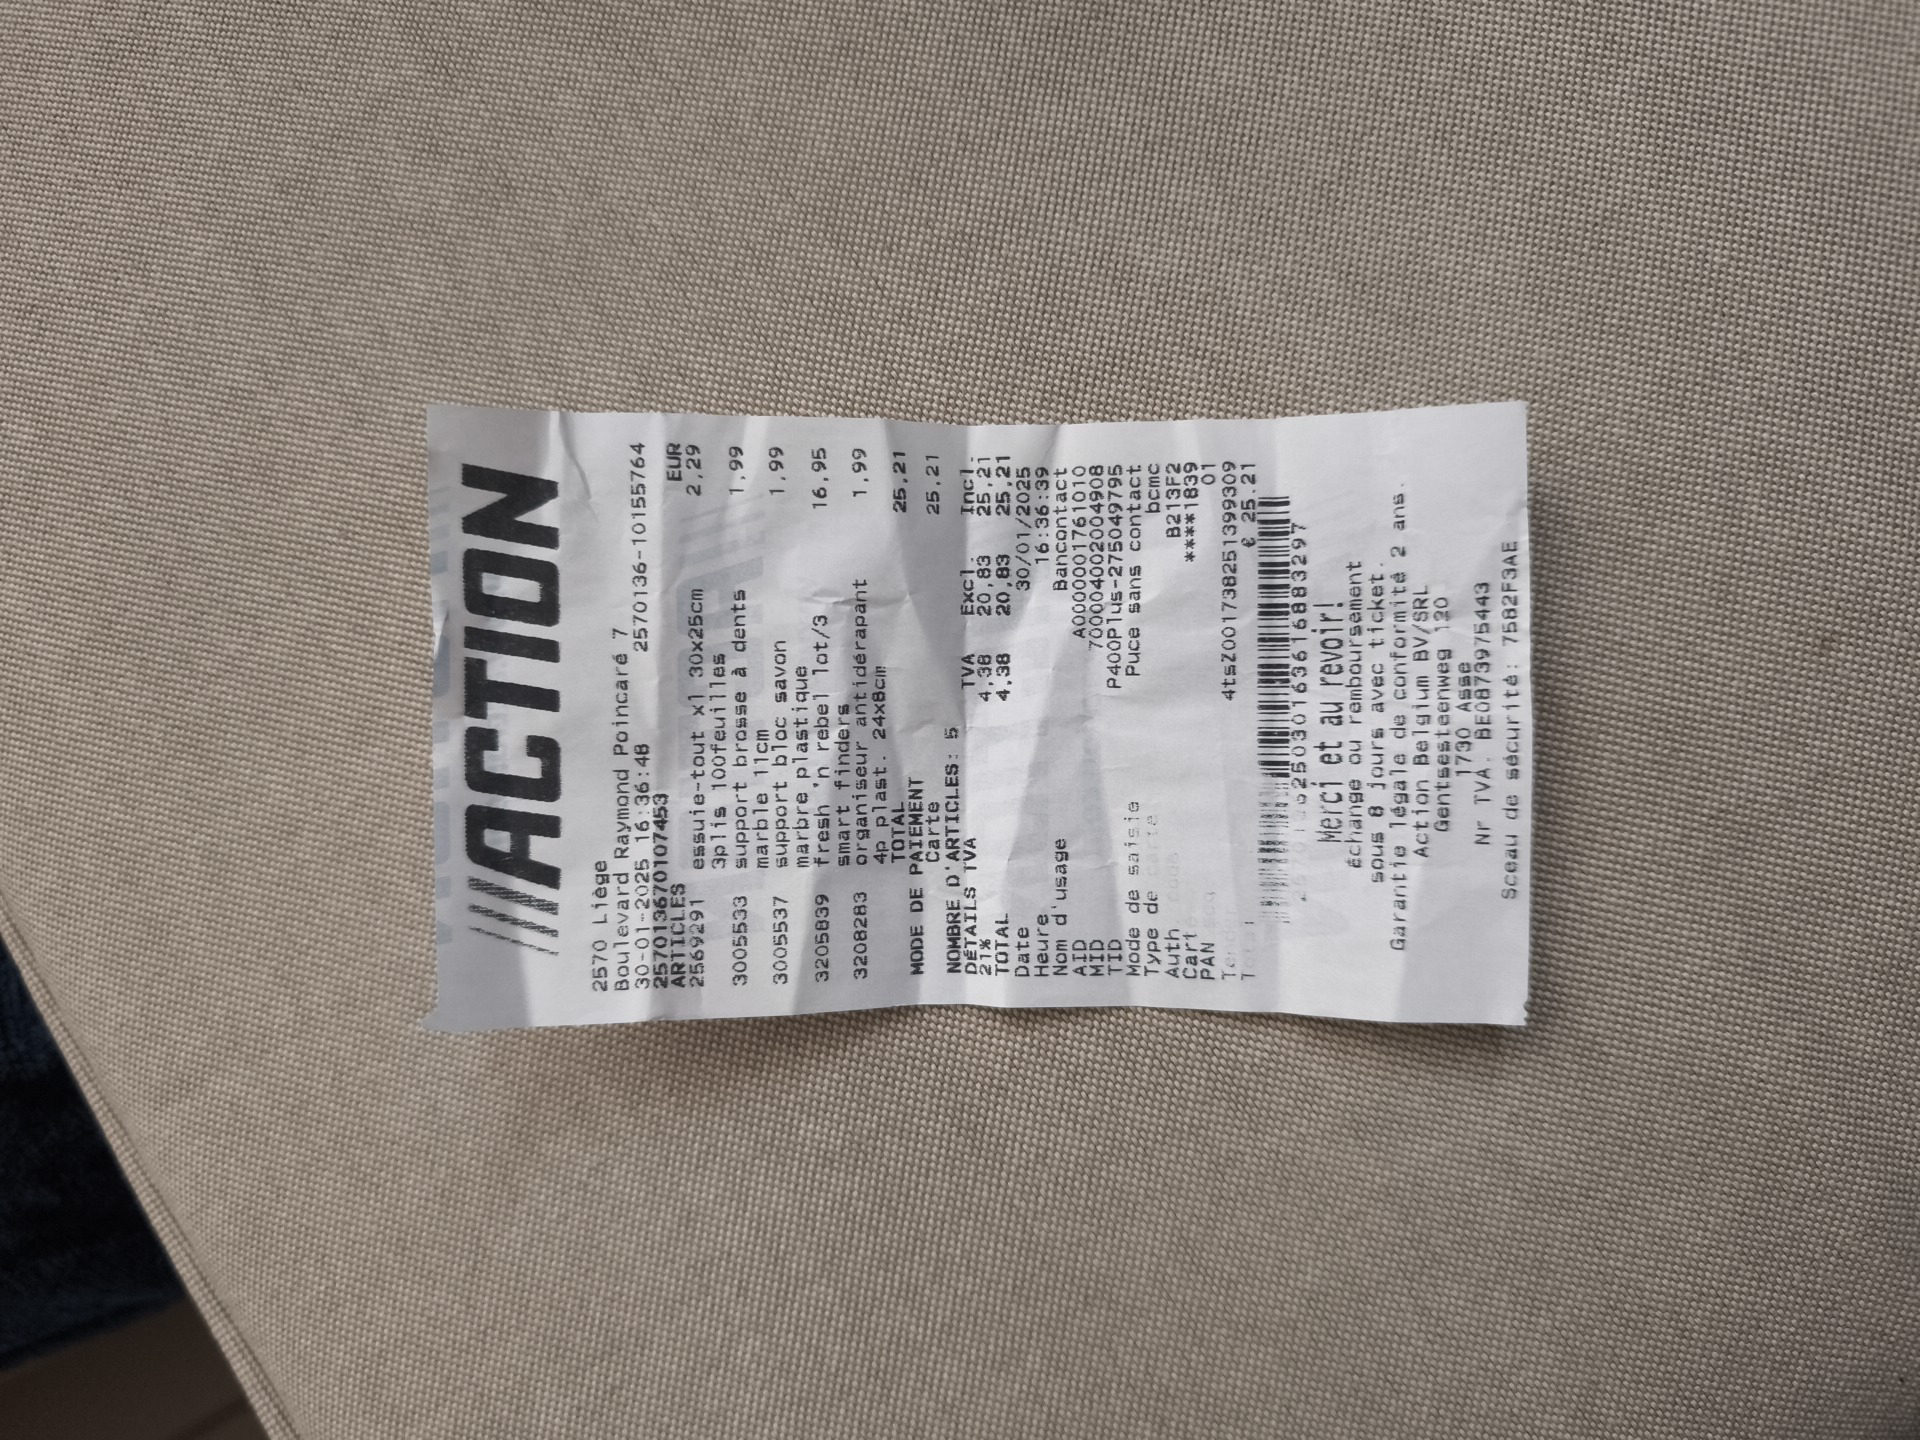 ///ACTION
2570 Liège
Boulevard Raymond Poincaré 7
30-01-2025 16:36:48 2570136-10155764
257013670107453
ARTICLES EUR
2569291 essuie-tout x1 30x25cm 2,29
3plis 100feuilles
3005533 support brosse à dents 1,99
marble 11cm
3005537 support bloc savon 1,99
marbre plastique
3205839 fresh 'n rebel lot/3 16,95
smart finders
3208283 organiseur antidérapant 1,99
4p plast. 24x8cm
TOTAL 25,21
MODE DE PAIEMENT
Carte 25,21
NOMBRE D'ARTICLES: 5
DÉTAILS TVA TVA Excl. Incl.
21% 4,38 20,83 25,21
TOTAL 4,38 20,83 25,21
Date 30/01/2025
Heure 16:36:39
Nom d'usage Bancontact
AID A0000001761010
MID 700004002004908
TID P400Plus-275049795
Mode de saisie Puce sans contact
Type de carte bcmc
Auth. code B213F2
Cart ****1839
PAN 01
4tsZ001738251399309
€ 25.21
Merci et au revoir!
échange ou remboursement
sous 8 jours avec ticket.
Garantie légale de conformité 2 ans.
Action Belgium BV/SRL
Gentsesteenweg 120
1730 Asse
Nr TVA. BE0873975443
Sceau de sécurité: 7582F3AE